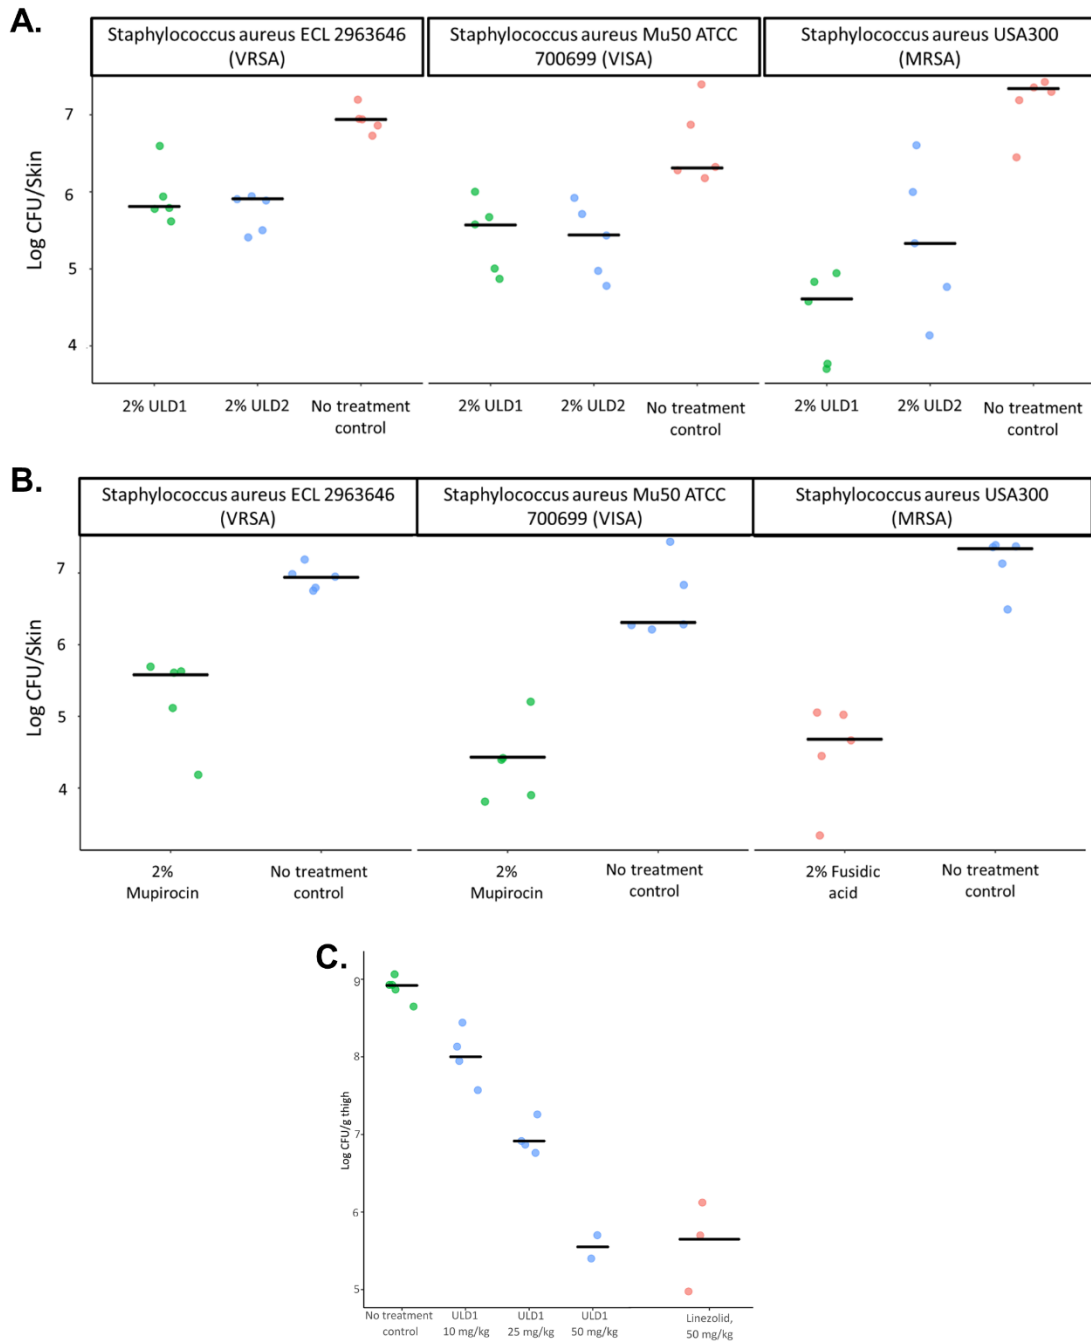 A.
Staphylococcus aureus ECL 2963646
(VRSA)
Staphylococcus aureus Mu50 ATCC
700699 (VISA)
Staphylococcus aureus USA300
(MRSA)
Log CFU/Skin
7
6
5
4
2% ULD1
2% ULD2
No treatment
control
2% ULD1
2% ULD2
No treatment
control
2% ULD1
2% ULD2
No treatment
control
B.
Staphylococcus aureus ECL 2963646
(VRSA)
Staphylococcus aureus Mu50 ATCC
700699 (VISA)
Staphylococcus aureus USA300
(MRSA)
Log CFU/Skin
7
6
5
4
2%
Mupirocin
No treatment
control
2%
Mupirocin
No treatment
control
2% Fusidic
acid
No treatment
control
C.
Log CFU/g thigh
9
8
7
6
5
No treatment
control
ULD1
10 mg/kg
ULD1
25 mg/kg
ULD1
50 mg/kg
Linezolid,
50 mg/kg